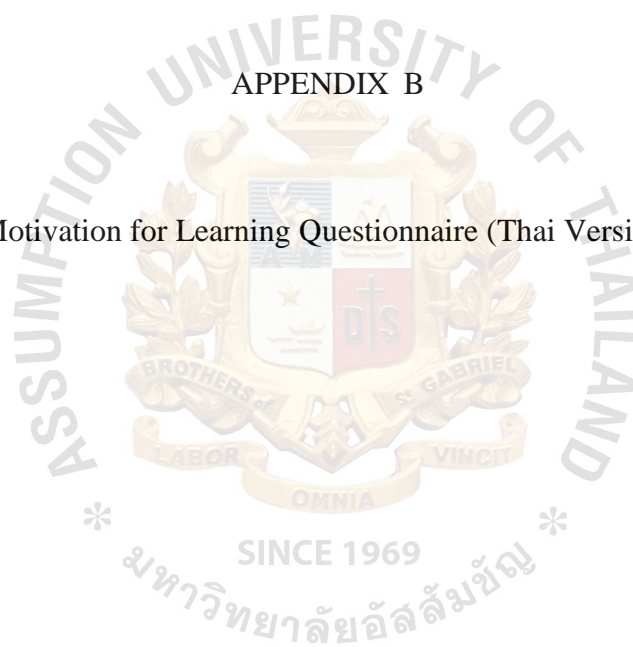 APPENDIX B
Motivation for Learning Questionnaire (Thai Versi
ASSUMPTION UNIVERSITY OF THAILAND
A M
D S
BROTHERS of St GABRIEL
LABOR
OMNIA
VINCIT
* SINCE 1969 *
มหาวิทยาลัยอัสสัมชัญ